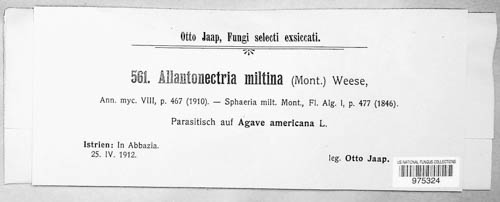 Otto Jaap, Fungi selecti exsiccati.
561. Allantonectria miltina (Mont.) Weese,
Ann. myc. VIII, p. 467 (1910). — Sphaeria milt. Mont., Fl. Alg. I, p. 477 (1846).
Parasitisch auf Agave americana L.
Istrien: In Abbazia.
25. IV. 1912.
leg. Otto Jaap.
US NATIONAL FUNGUS COLLECTIONS
975324